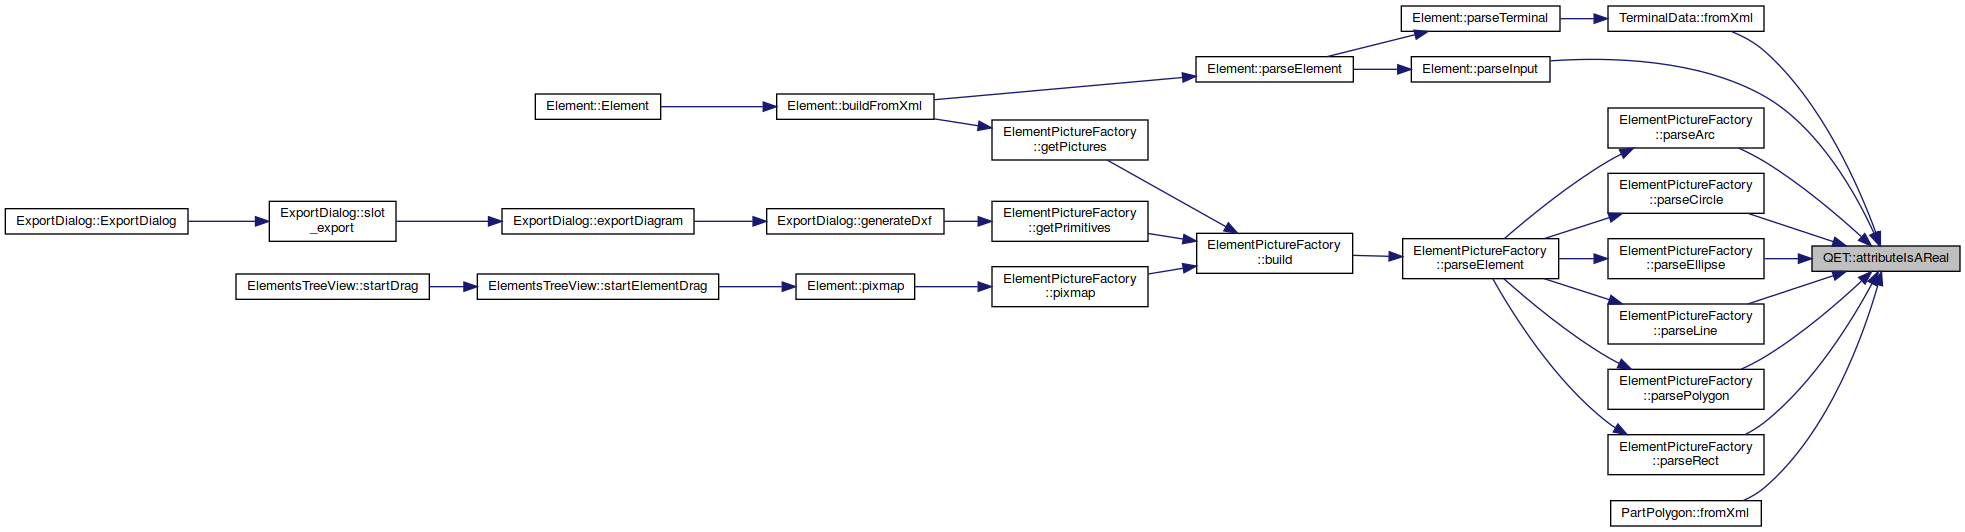 Element::parseTerminal
TerminalData::fromXml
Element::parseElement
Element::parseInput
Element::Element
Element::buildFromXml
ElementPictureFactory
::getPictures
ElementPictureFactory
::parseArc
ElementPictureFactory
::parseCircle
ExportDialog::ExportDialog
ExportDialog::slot
_export
ExportDialog::exportDiagram
ExportDialog::generateDxf
ElementPictureFactory
::getPrimitives
ElementPictureFactory
::build
ElementPictureFactory
::parseElement
ElementPictureFactory
::parseEllipse
QET::attributeIsAReal
ElementsTreeView::startDrag
ElementsTreeView::startElementDrag
Element::pixmap
ElementPictureFactory
::pixmap
ElementPictureFactory
::parseLine
ElementPictureFactory
::parsePolygon
ElementPictureFactory
::parseRect
PartPolygon::fromXml